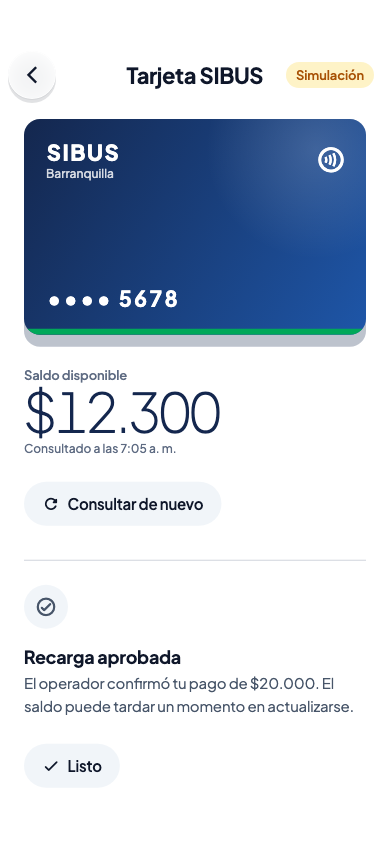 Tarjeta SIBUS
Simulación
SIBUS
Barranquilla
•••• 5678
Saldo disponible
$12.300
Consultado a las 7:05 a. m.
Consultar de nuevo
Recarga aprobada
El operador confirmó tu pago de $20.000. El
saldo puede tardar un momento en actualizarse.
Listo